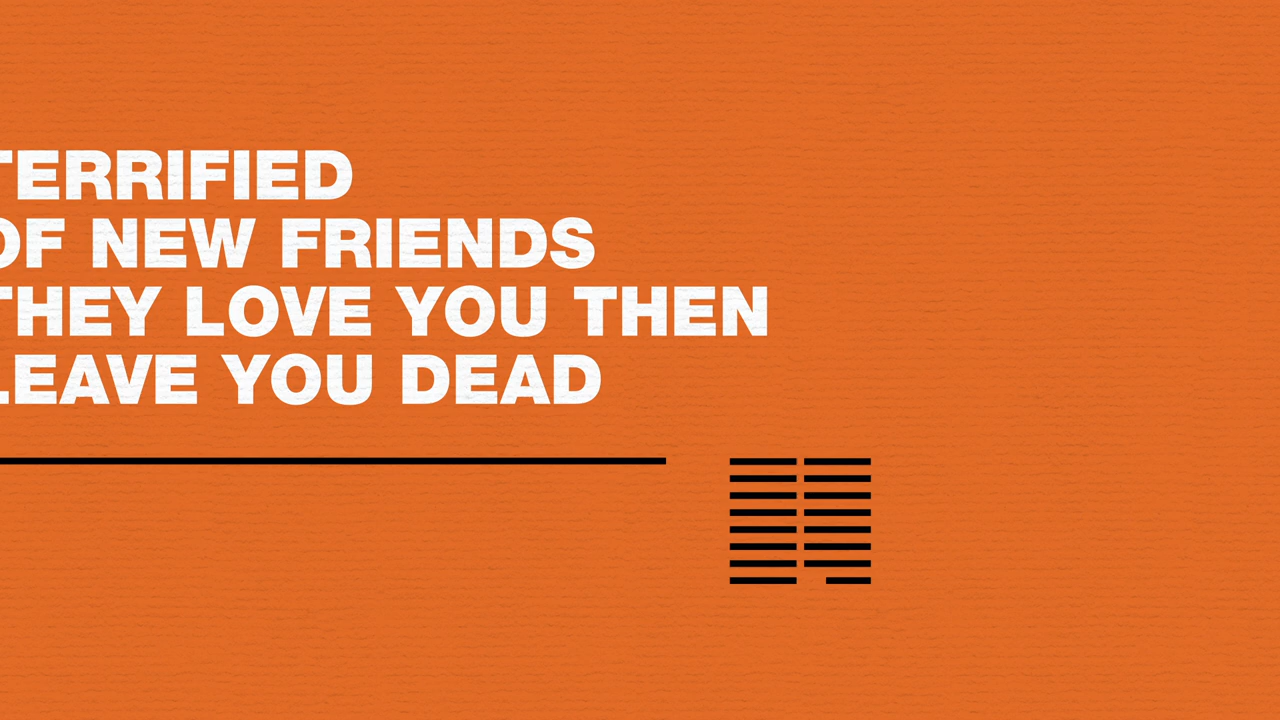 TERRIFIED
OF NEW FRIENDS
THEY LOVE YOU THEN
LEAVE YOU DEAD